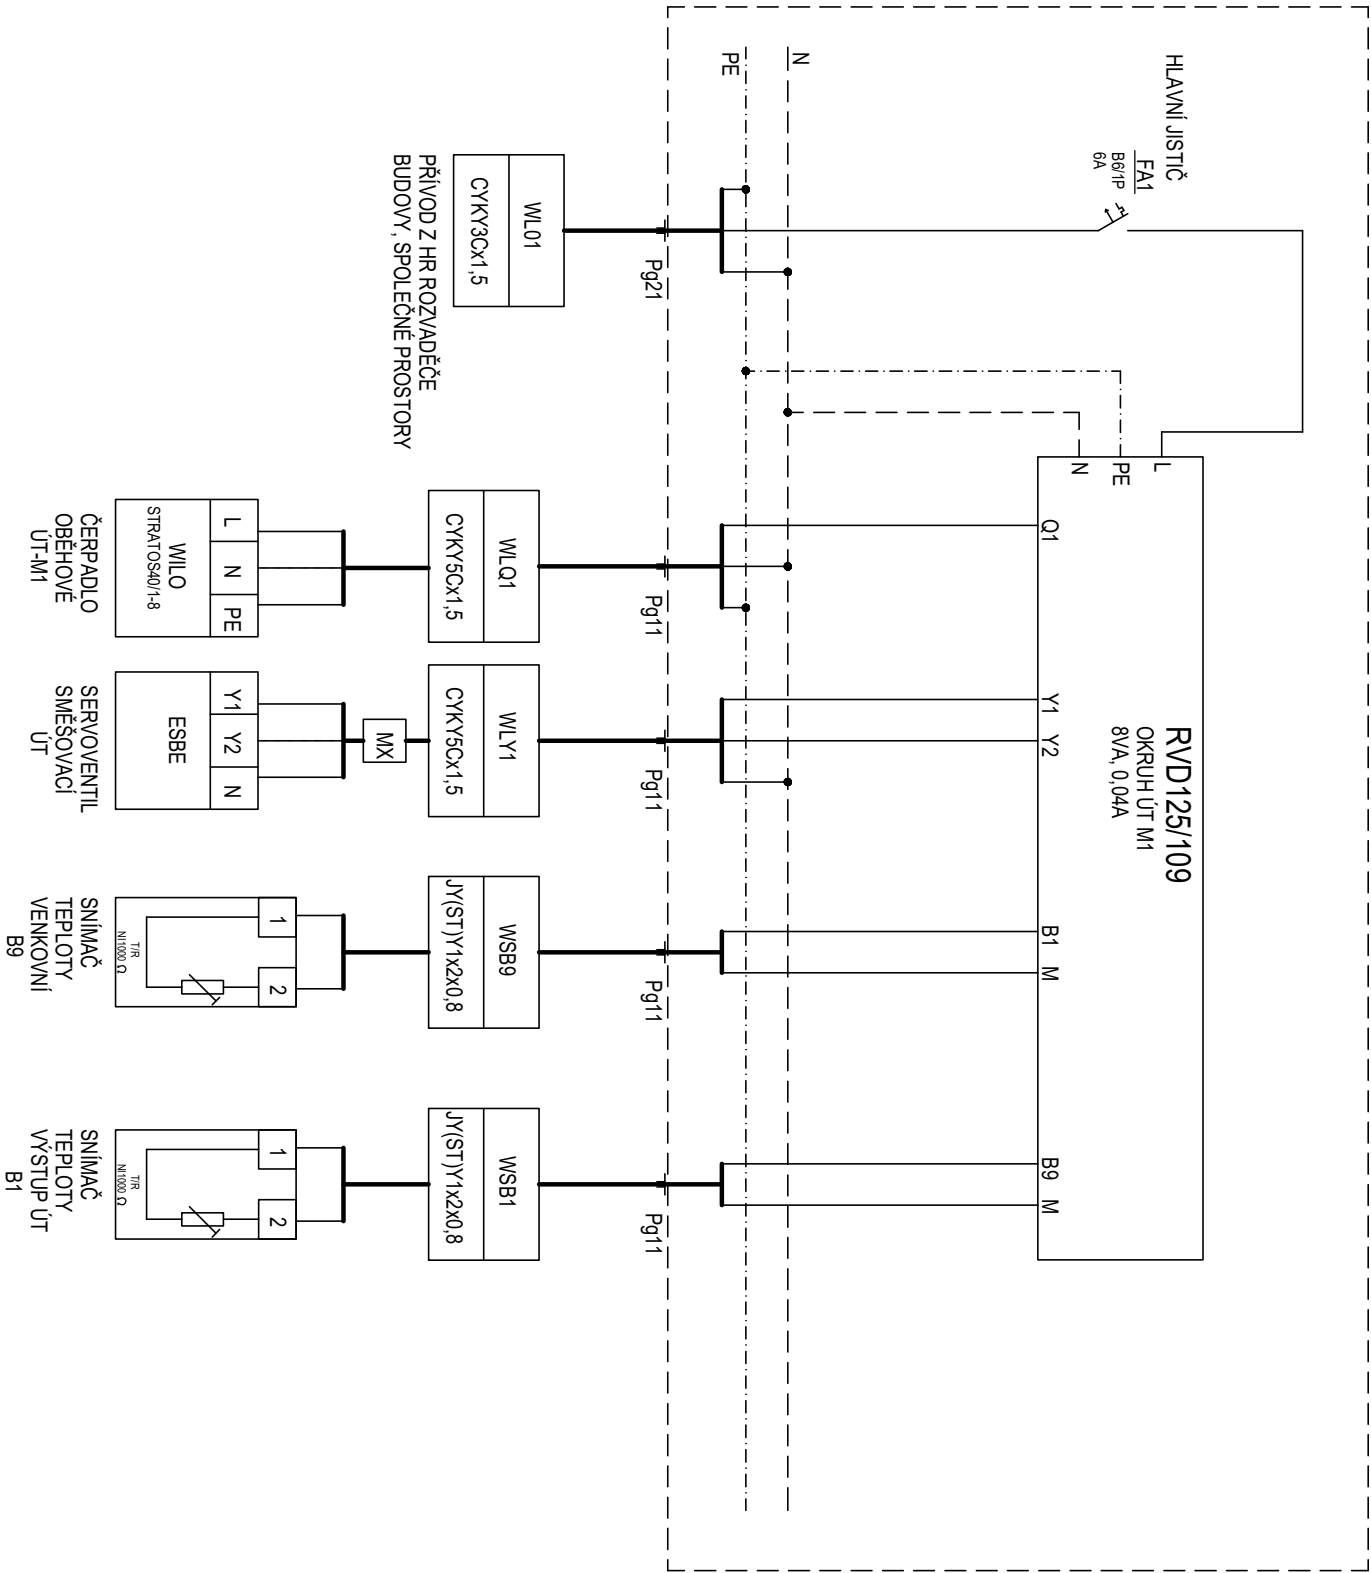 HLAVNÍ JISTIČ
FA1
B6/1P
6A
N
PE
L
PE
N
RVD125/109
OKRUH ÚT M1
8VA, 0,04A
Q1
Y1
Y2
B1
M
B9
M
Pg21
Pg11
Pg11
Pg11
Pg11
WL01
CYKY3Cx1,5
PŘÍVOD Z HR ROZVADĚČE
BUDOVY, SPOLEČNÉ PROSTORY
WLQ1
CYKY5Cx1,5
L
N
PE
WILO
STRATOS40/1-8
ČERPADLO
OBĚHOVÉ
ÚT-M1
WLY1
CYKY5Cx1,5
MX
Y1
Y2
N
ESBE
SERVOVENTIL
SMĚŠOVACÍ
ÚT
WSB9
JY(ST)Y1x2x0,8
1
2
T/R
NI1000 Ω
SNÍMAČ
TEPLOTY
VENKOVNÍ
B9
WSB1
JY(ST)Y1x2x0,8
1
2
T/R
NI1000 Ω
SNÍMAČ
TEPLOTY
VÝSTUP ÚT
B1